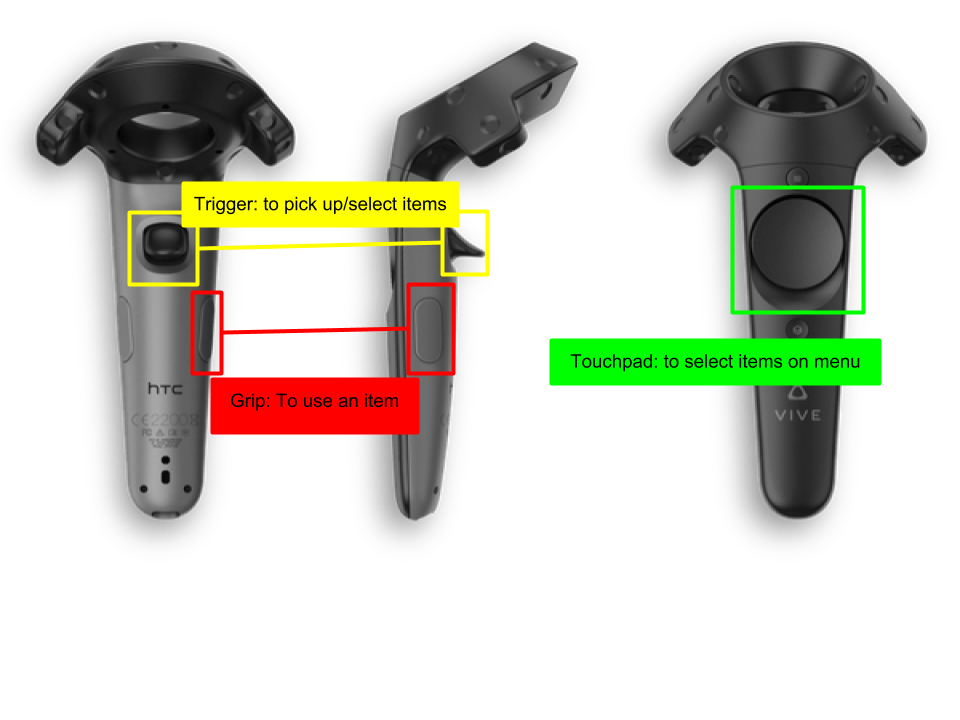 Trigger: to pick up/select items
Touchpad: to select items on menu
Grip: To use an item
hTC
CE2200
VIVE